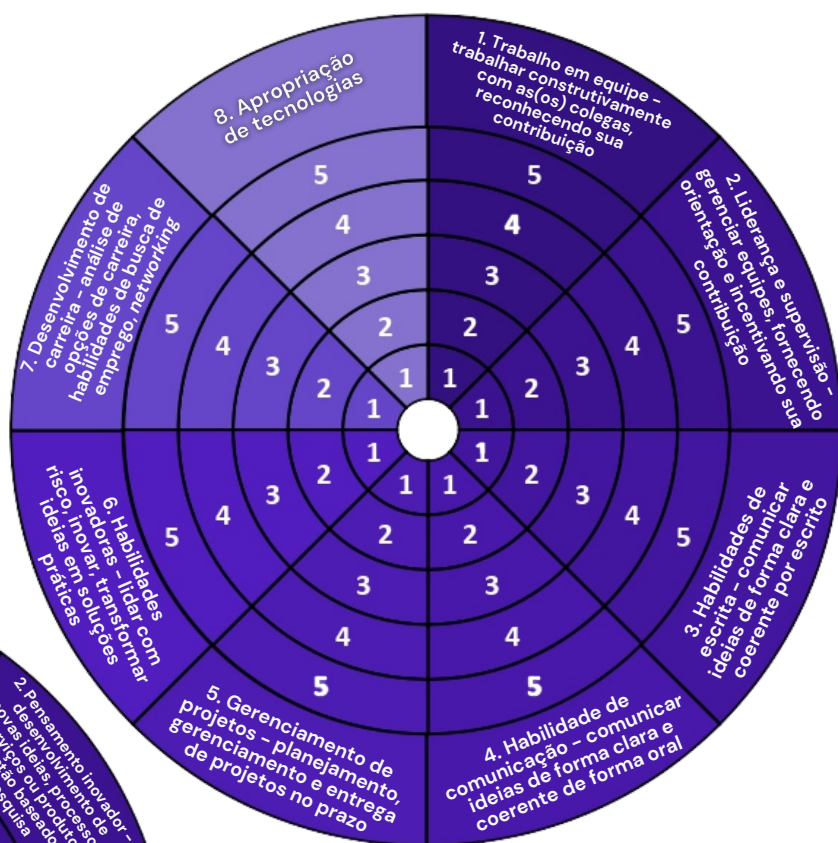 1. Trabalho em equipe –
trabalhar construtivamente
com as(os) colegas,
reconhecendo sua
contribuição
5
4
3
2
1
2. Liderança e supervisão –
gerenciar equipes, fornecendo
orientação e incentivando sua
contribuição
5
4
3
2
1
3. Habilidades de
escrita – comunicar
ideias de forma clara e
coerente por escrito
5
4
3
2
1
4. Habilidade de
comunicação – comunicar
ideias de forma clara e
coerente de forma oral
5
4
3
2
1
5. Gerenciamento de
projetos – planejamento,
gerenciamento e entrega
de projetos no prazo
5
4
3
2
1
6. Habilidades
inovadoras – lidar com
risco, inovar, transformar
ideias em soluções
práticas
5
4
3
2
1
7. Desenvolvimento de
carreira – análise de
opções de carreira,
habilidades de busca de
emprego, networking
5
4
3
2
1
8. Apropriação
de tecnologias
5
4
3
2
1
2. Pensamento inovador –
desenvolvimento de
ideias, processo
ou produto
baseado